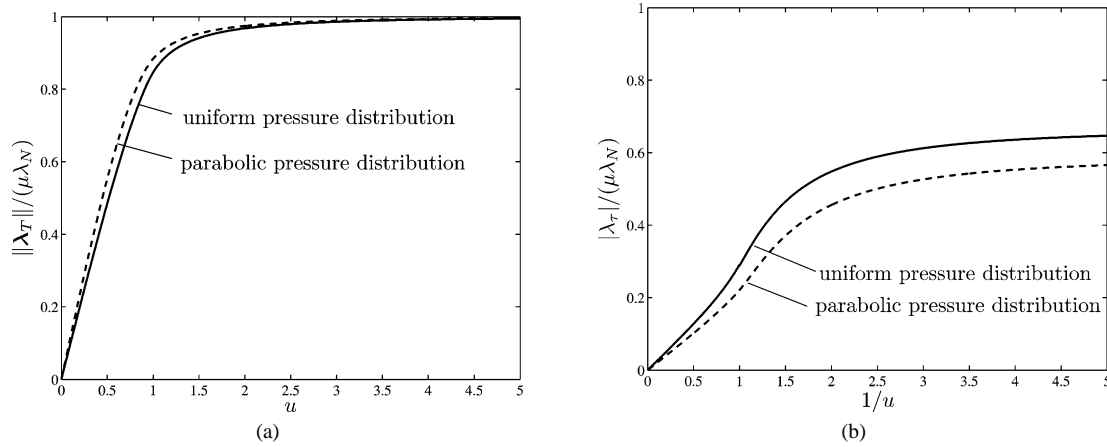 1
0.8
0.6
0.4
0.2
0
‖λ_T‖/(μλ_N)
uniform pressure distribution
parabolic pressure distribution
0 0.5 1 1.5 2 2.5 3 3.5 4 4.5 5
u
(a)
1
0.8
0.6
0.4
0.2
0
|λ_τ|/(μλ_N)
uniform pressure distribution
parabolic pressure distribution
0 0.5 1 1.5 2 2.5 3 3.5 4 4.5 5
1/u
(b)